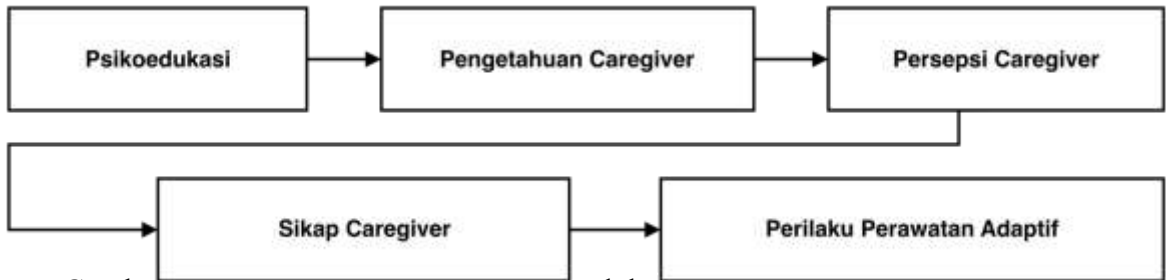 Psikoedukasi
Pengetahuan Caregiver
Persepsi Caregiver
Sikap Caregiver
Perilaku Perawatan Adaptif